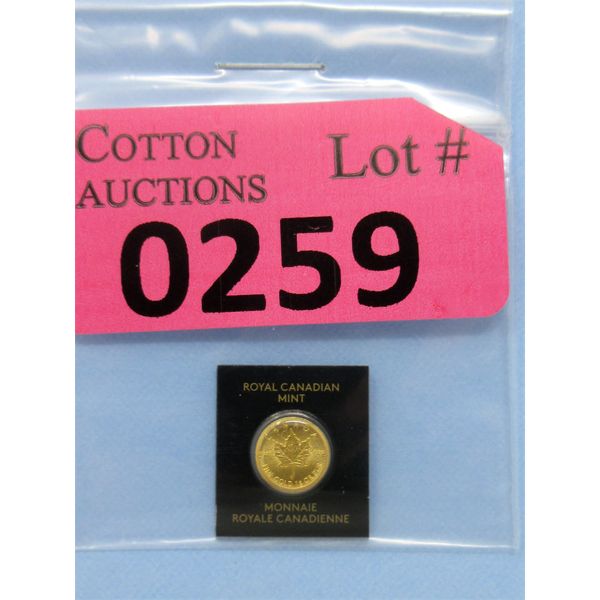 COTTON
AUCTIONS
Lot #
0259
ROYAL CANADIAN
MINT
MONNAIE
ROYALE CANADIENNE